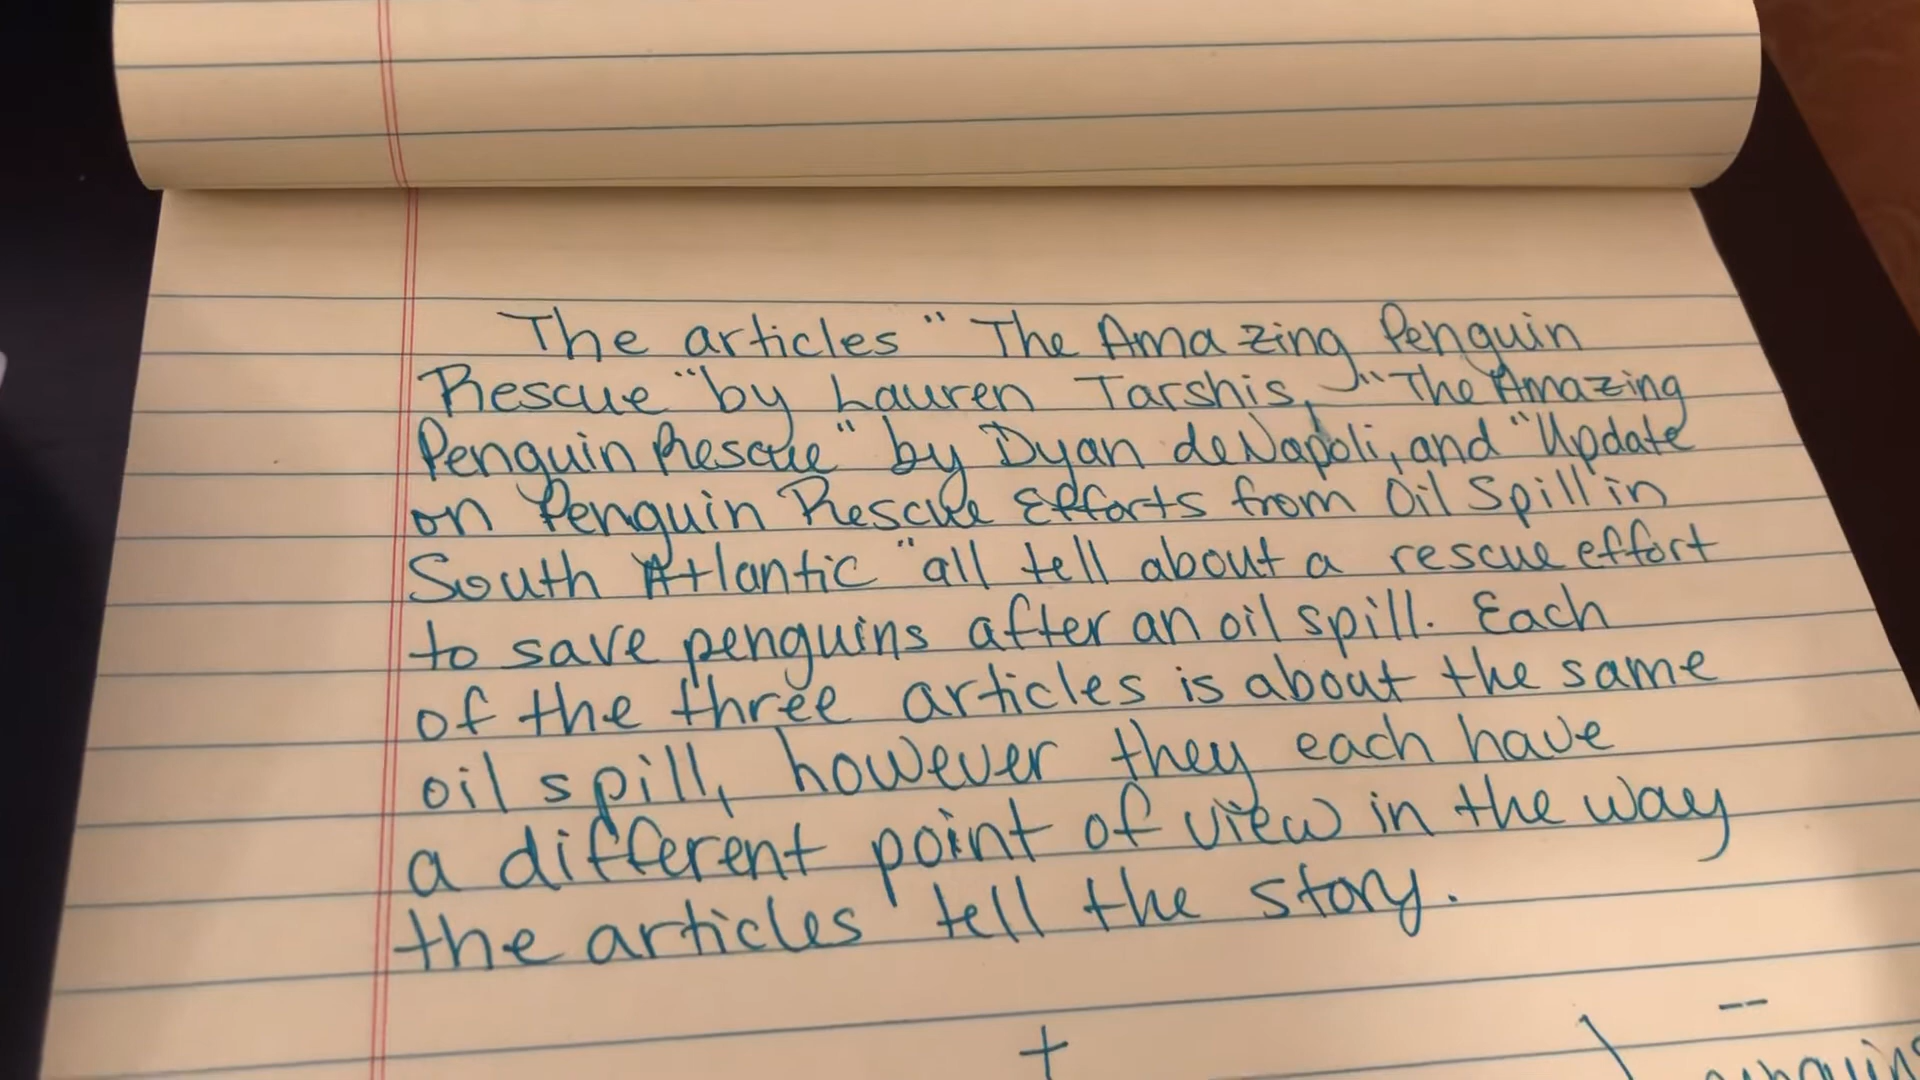 The articles "The Amazing Penguin
Rescue" by Lauren Tarshis, "The Amazing
Penguin Rescue" by Dyan deNapoli, and "Update
on Penguin Rescue Efforts from Oil Spill in
South Atlantic" all tell about a rescue effort
to save penguins after an oil spill. Each
of the three articles is about the same
oil spill, however they each have
a different point of view in the way
the articles tell the story.